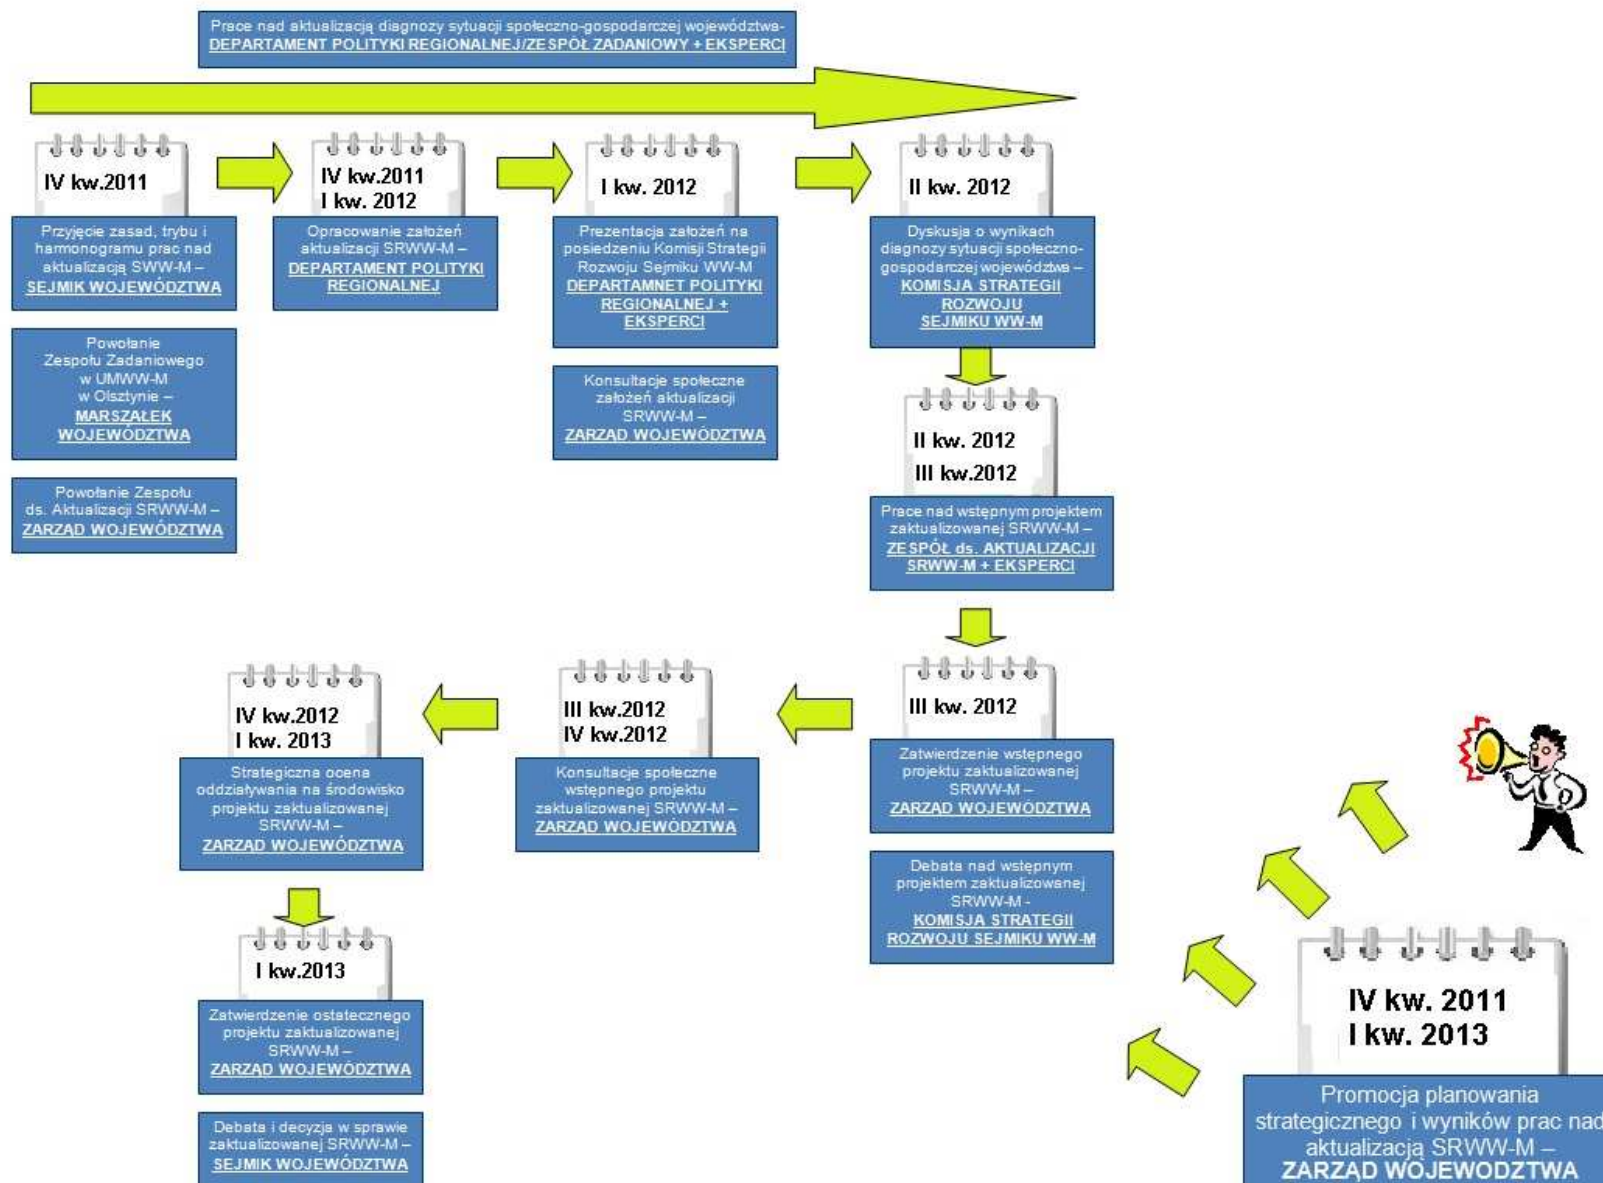 Prace nad aktualizacją diagnozy sytuacji społeczno-gospodarczej województwa-
DEPARTAMENT POLITYKI REGIONALNEJ/ZESPÓŁ ZADANIOWY + EKSPERCI
IV kw.2011
Przyjęcie zasad, trybu i
harmonogramu prac nad
aktualizacją SWW-M –
SEJMIK WOJEWÓDZTWA
Powołanie
Zespołu Zadaniowego
w UMWW-M
w Olsztynie –
MARSZAŁEK
WOJEWÓDZTWA
Powołanie Zespołu
ds. Aktualizacji SRWW-M –
ZARZĄD WOJEWÓDZTWA
IV kw.2011
I kw. 2012
Opracowanie założeń
aktualizacji SRWW-M –
DEPARTAMENT POLITYKI
REGIONALNEJ
I kw. 2012
Prezentacja założeń na
posiedzeniu Komisji Strategii
Rozwoju Sejmiku WW-M
DEPARTAMNET POLITYKI
REGIONALNEJ +
EKSPERCI
Konsultacje społeczne
założeń aktualizacji
SRWW-M –
ZARZĄD WOJEWÓDZTWA
II kw. 2012
Dyskusja o wynikach
diagnozy sytuacji społeczno-
gospodarczej województwa –
KOMISJA STRATEGII
ROZWOJU
SEJMIKU WW-M
II kw. 2012
III kw.2012
Prace nad wstępnym projektem
zaktualizowanej SRWW-M –
ZESPÓŁ ds. AKTUALIZACJI
SRWW-M + EKSPERCI
III kw. 2012
Zatwierdzenie wstępnego
projektu zaktualizowanej
SRWW-M –
ZARZĄD WOJEWÓDZTWA
Debata nad wstępnym
projektem zaktualizowanej
SRWW-M -
KOMISJA STRATEGII
ROZWOJU SEJMIKU WW-M
III kw.2012
IV kw.2012
Konsultacje społeczne
wstępnego projektu
zaktualizowanej SRWW-M –
ZARZĄD WOJEWÓDZTWA
IV kw.2012
I kw. 2013
Strategiczna ocena
oddziaływania na środowisko
projektu zaktualizowanej
SRWW-M –
ZARZĄD WOJEWÓDZTWA
I kw.2013
Zatwierdzenie ostatecznego
projektu zaktualizowanej
SRWW-M –
ZARZĄD WOJEWÓDZTWA
Debata i decyzja w sprawie
zaktualizowanej SRWW-M –
SEJMIK WOJEWÓDZTWA
IV kw. 2011
I kw. 2013
Promocja planowania
strategicznego i wyników prac nad
aktualizacją SRWW-M –
ZARZĄD WOJEWÓDZTWA